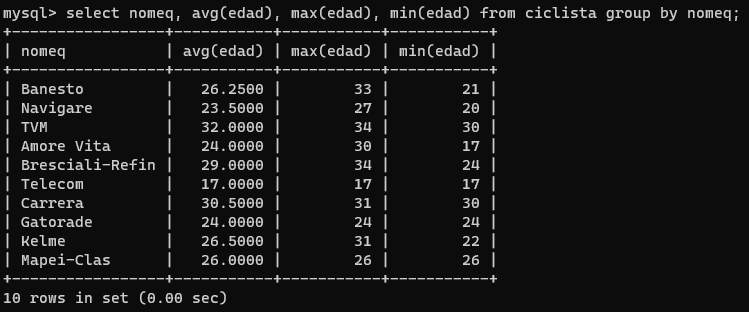 mysql> select nomeq, avg(edad), max(edad), min(edad) from ciclista group by nomeq;
+-----------------+-----------+-----------+-----------+
| nomeq           | avg(edad) | max(edad) | min(edad) |
+-----------------+-----------+-----------+-----------+
| Banesto         |   26.2500 |        33 |        21 |
| Navigare        |   23.5000 |        27 |        20 |
| TVM             |   32.0000 |        34 |        30 |
| Amore Vita      |   24.0000 |        30 |        17 |
| Bresciali-Refin |   29.0000 |        34 |        24 |
| Telecom         |   17.0000 |        17 |        17 |
| Carrera         |   30.5000 |        31 |        30 |
| Gatorade        |   24.0000 |        24 |        24 |
| Kelme           |   26.5000 |        31 |        22 |
| Mapei-Clas      |   26.0000 |        26 |        26 |
+-----------------+-----------+-----------+-----------+
10 rows in set (0.00 sec)